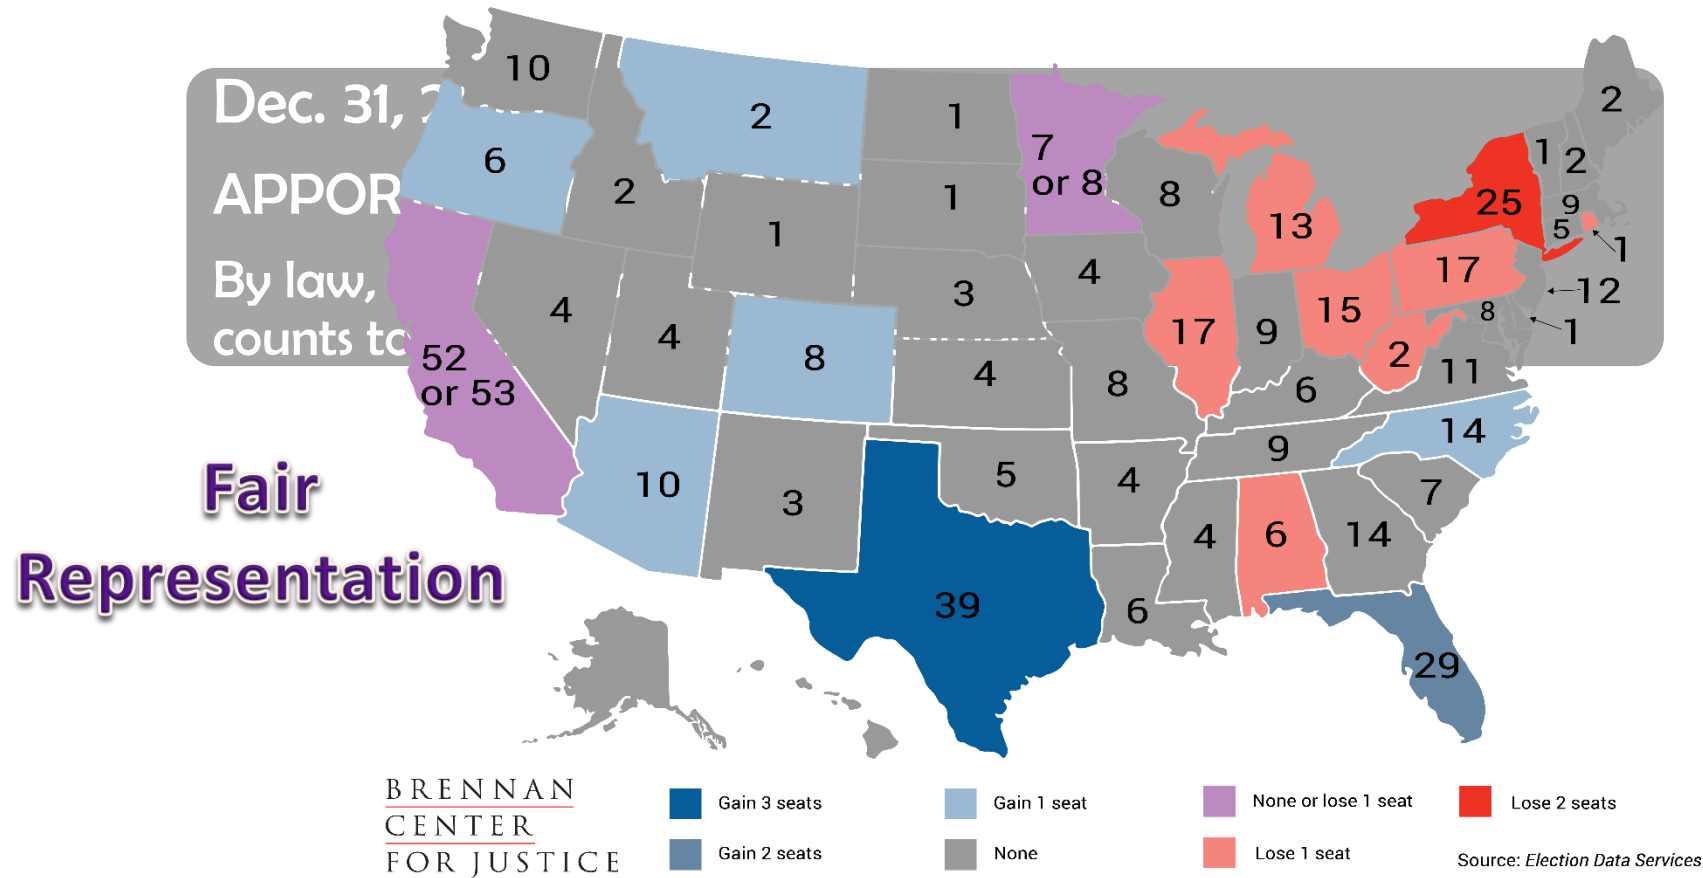 Dec. 31,
APPOR
By law,
counts to
Fair
Representation
10
2
1
7
or 8
2
6
2
1
8
13
25
1
2
9
5
1
1
4
17
12
3
52
or 53
4
4
8
4
8
17
9
15
2
8
1
11
6
14
9
10
3
5
4
7
4
6
14
39
6
29
BRENNAN
CENTER
FOR JUSTICE
Gain 3 seats
Gain 1 seat
None or lose 1 seat
Lose 2 seats
Gain 2 seats
None
Lose 1 seat
Source: Election Data Services